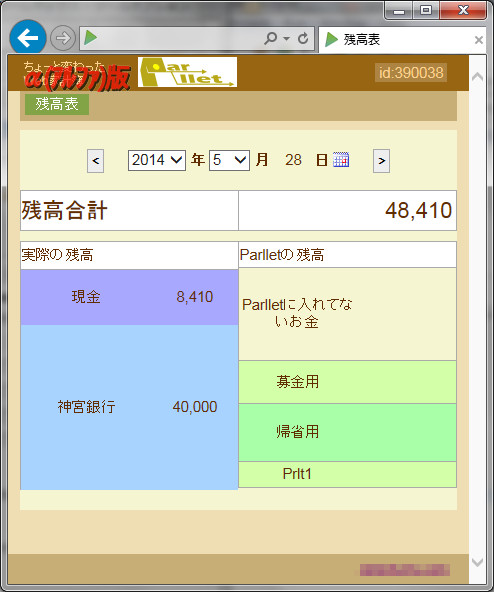 残高表
ちょっと変わった
α(アルファ)版
Parllet
id:390038
残高表
< 2014 年 5 月 28 日 >
残高合計 48,410
実際の残高 Parlletの残高
現金 8,410
Parlletに入れてな
いお金
募金用
神宮銀行 40,000
帰省用
Prlt1